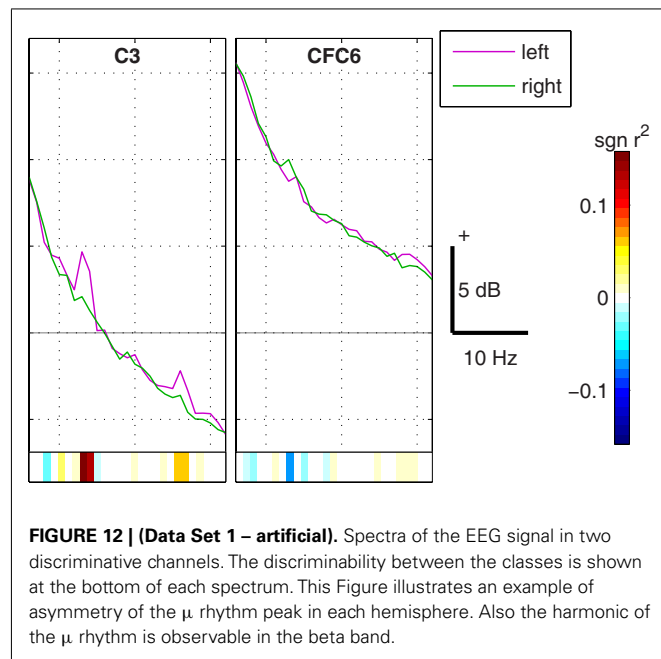 C3
CFC6
left
right
sgn r²
0.1
0
−0.1
+
5 dB
10 Hz
FIGURE 12 | (Data Set 1 – artificial). Spectra of the EEG signal in two
discriminative channels. The discriminability between the classes is shown
at the bottom of each spectrum. This Figure illustrates an example of
asymmetry of the μ rhythm peak in each hemisphere. Also the harmonic of
the μ rhythm is observable in the beta band.